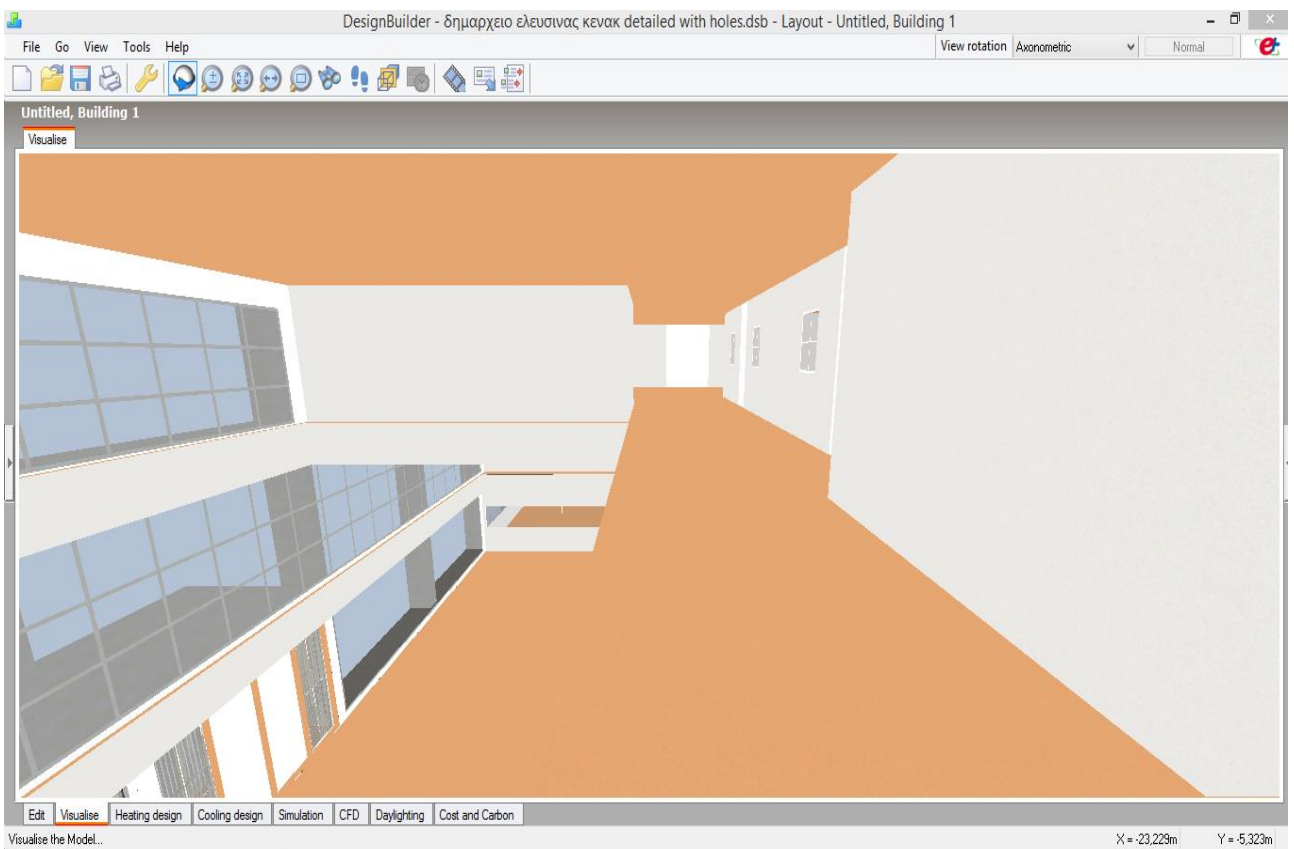 DesignBuilder - δημαρχειο ελευσινας κενακ detailed with holes.dsb - Layout - Untitled, Building 1
File Go View Tools Help View rotation Axonometric Normal
Untitled, Building 1
Visualise
Edit Visualise Heating design Cooling design Simulation CFD Daylighting Cost and Carbon
Visualise the Model... X = -23,229m Y = -5,323m